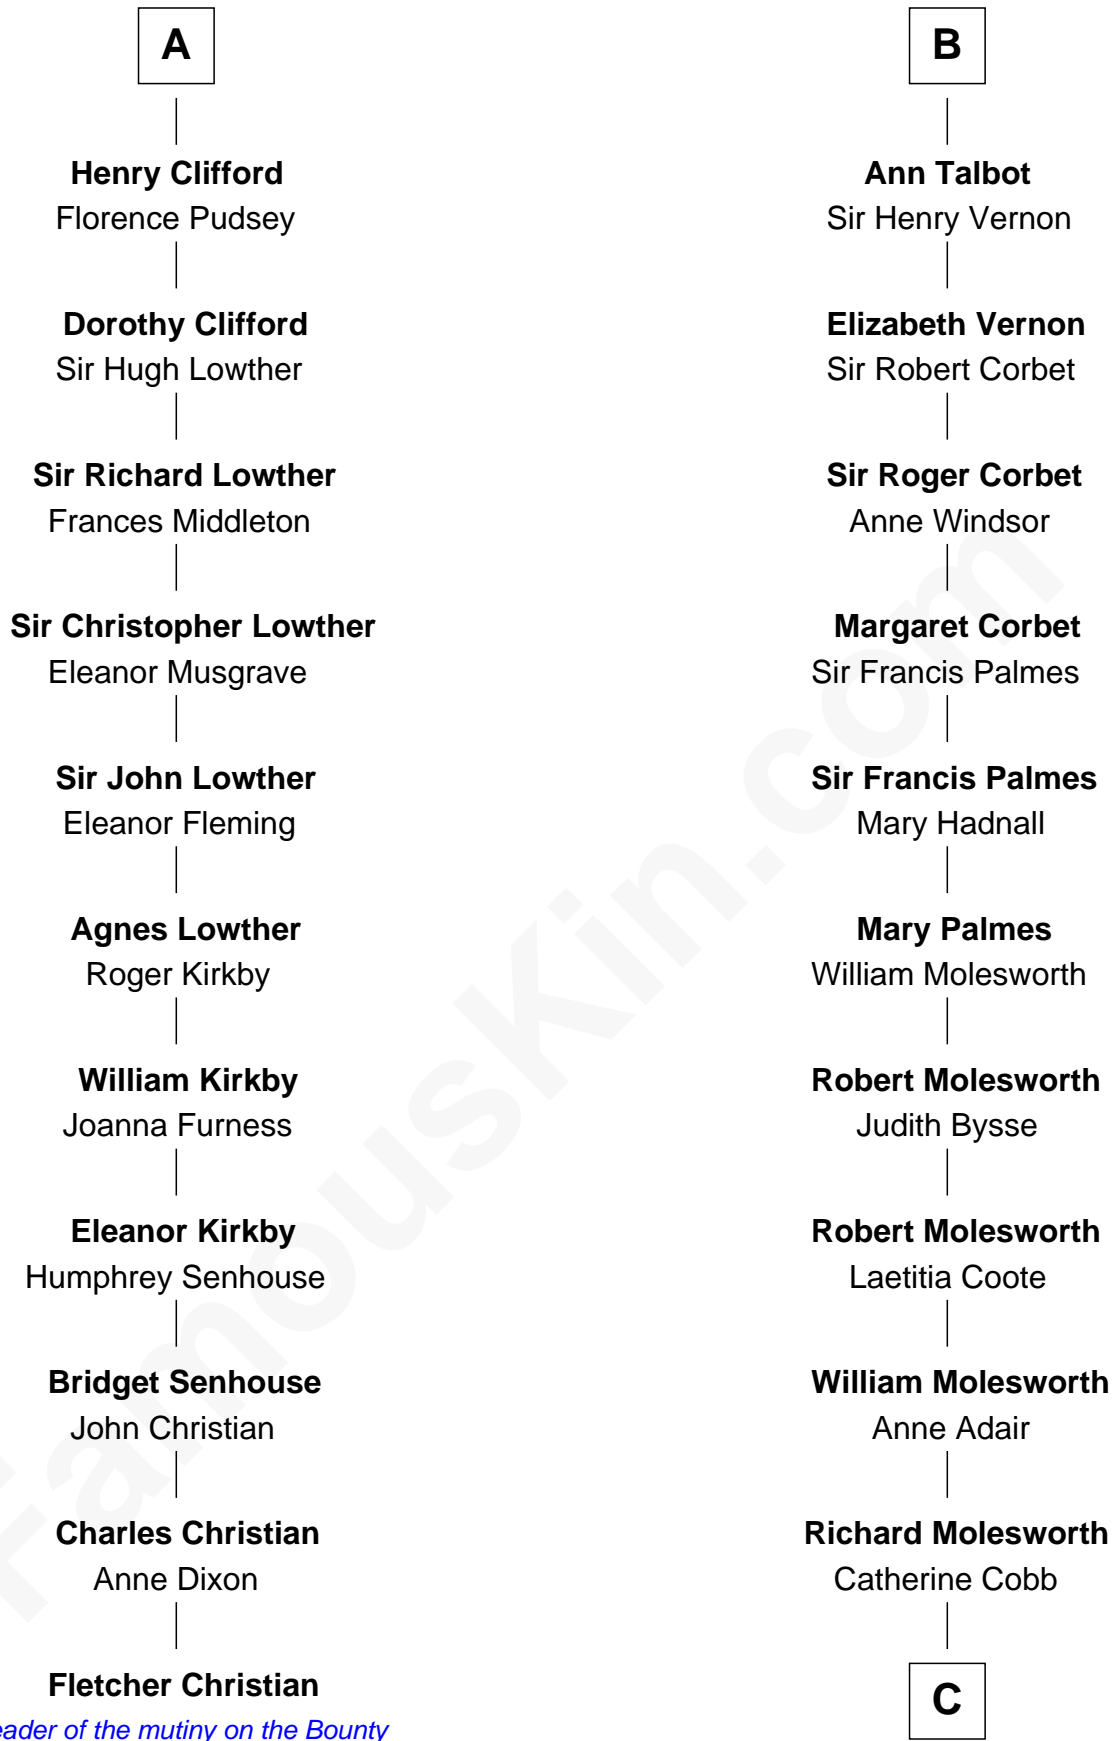 A
Henry Clifford
Florence Pudsey
Dorothy Clifford
Sir Hugh Lowther
Sir Richard Lowther
Frances Middleton
Sir Christopher Lowther
Eleanor Musgrave
Sir John Lowther
Eleanor Fleming
Agnes Lowther
Roger Kirkby
William Kirkby
Joanna Furness
Eleanor Kirkby
Humphrey Senhouse
Bridget Senhouse
John Christian
Charles Christian
Anne Dixon
Fletcher Christian
eader of the mutiny on the Bounty
B
Ann Talbot
Sir Henry Vernon
Elizabeth Vernon
Sir Robert Corbet
Sir Roger Corbet
Anne Windsor
Margaret Corbet
Sir Francis Palmes
Sir Francis Palmes
Mary Hadnall
Mary Palmes
William Molesworth
Robert Molesworth
Judith Bysse
Robert Molesworth
Laetitia Coote
William Molesworth
Anne Adair
Richard Molesworth
Catherine Cobb
C
FamousKin.com